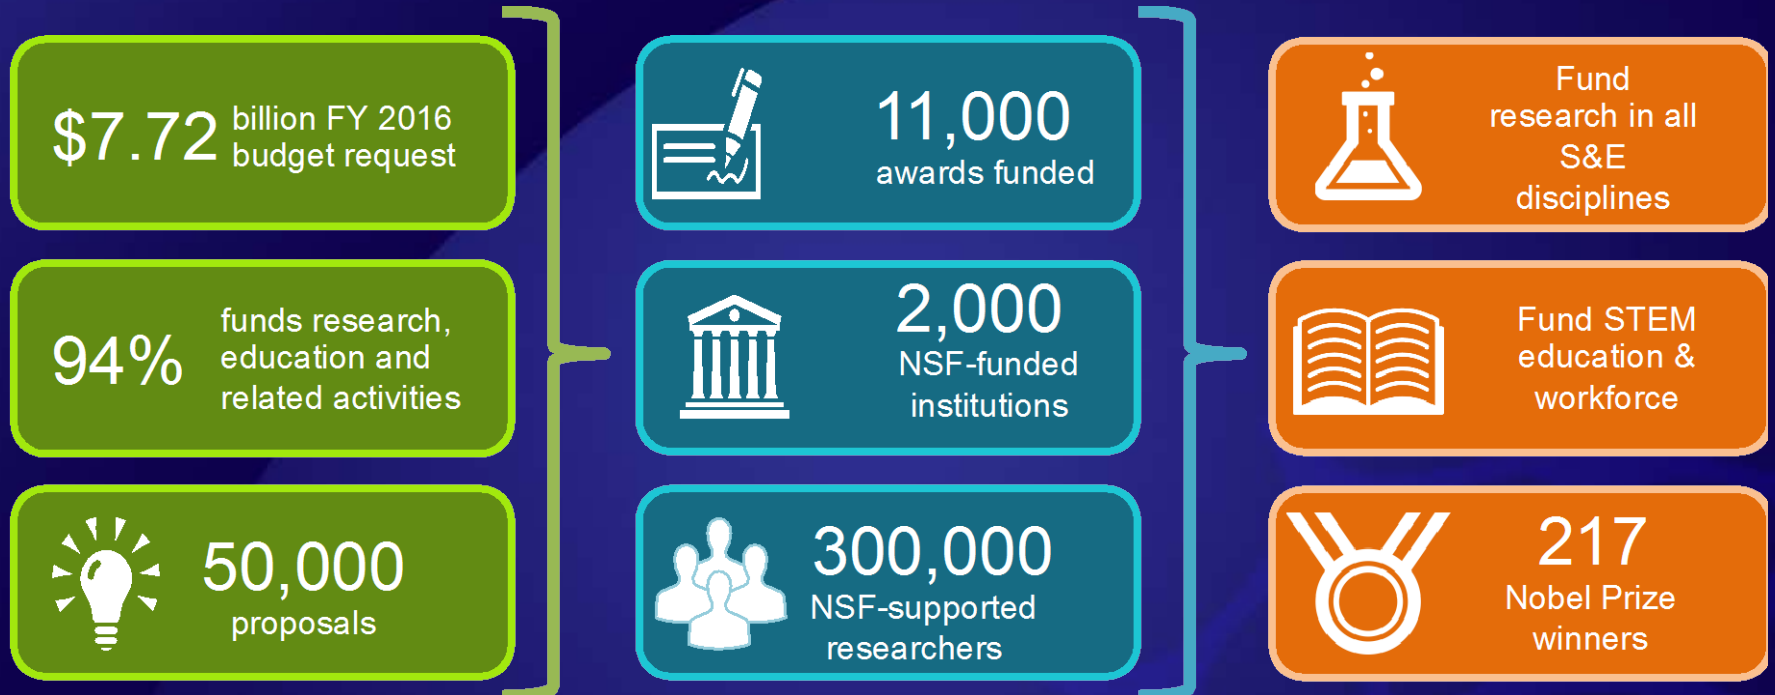 $7.72 billion FY 2016
budget request
94%
funds research,
education and
related activities
50,000
proposals
11,000
awards funded
2,000
NSF-funded
institutions
300,000
NSF-supported
researchers
Fund
research in all
S&E
disciplines
Fund STEM
education &
workforce
217
Nobel Prize
winners